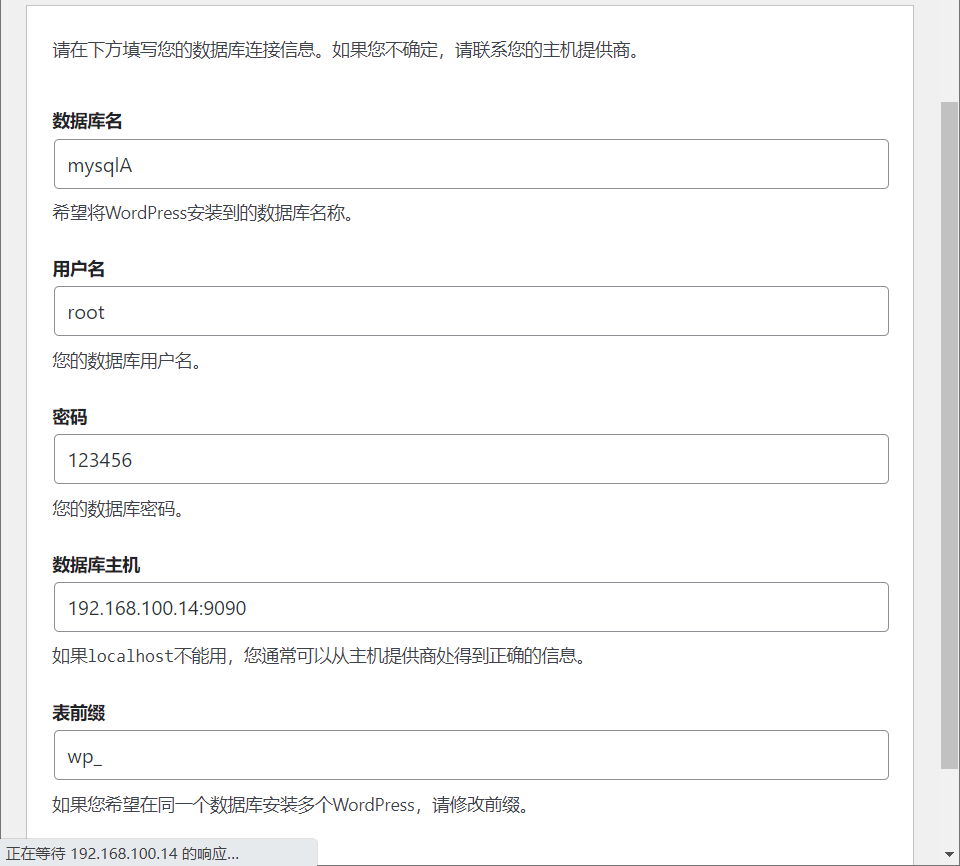 请在下方填写您的数据库连接信息。如果您不确定，请联系您的主机提供商。
数据库名
mysqlA
希望将WordPress安装到的数据库名称。
用户名
root
您的数据库用户名。
密码
123456
您的数据库密码。
数据库主机
192.168.100.14:9090
如果localhost不能用，您通常可以从主机提供商处得到正确的信息。
表前缀
wp_
如果您希望在同一个数据库安装多个WordPress，请修改前缀。
正在等待 192.168.100.14 的响应...